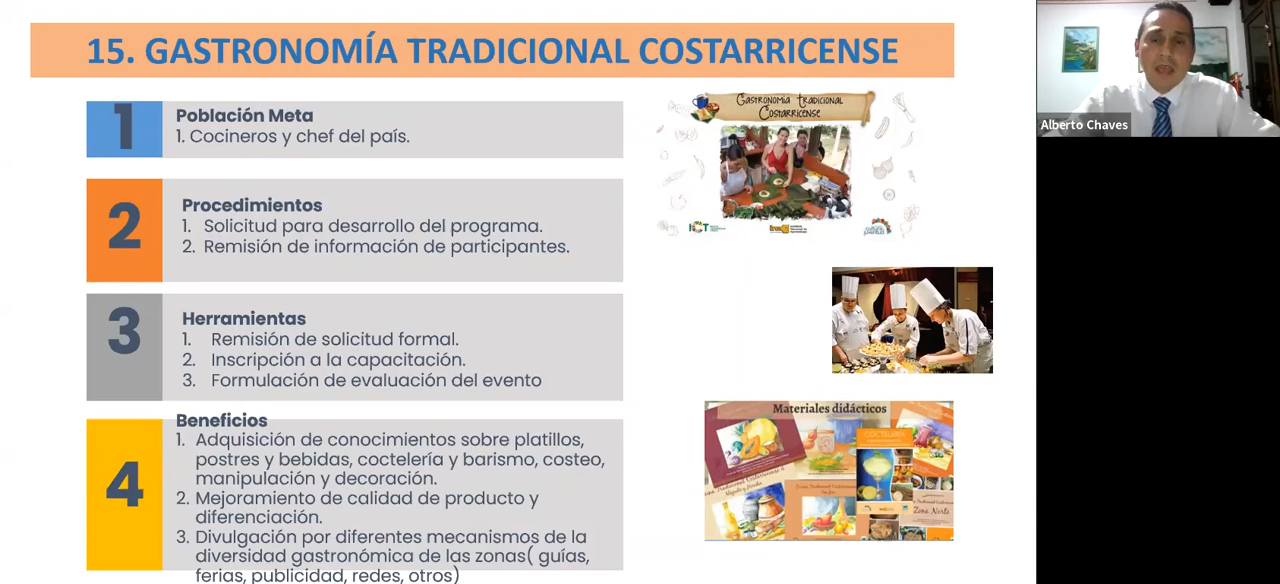 15. GASTRONOMÍA TRADICIONAL COSTARRICENSE
1
Población Meta
1. Cocineros y chef del país.
2
Procedimientos
1. Solicitud para desarrollo del programa.
2. Remisión de información de participantes.
3
Herramientas
1. Remisión de solicitud formal.
2. Inscripción a la capacitación.
3. Formulación de evaluación del evento
4
Beneficios
1. Adquisición de conocimientos sobre platillos,
postres y bebidas, coctelería y barismo, costeo,
manipulación y decoración.
2. Mejoramiento de calidad de producto y
diferenciación.
3. Divulgación por diferentes mecanismos de la
diversidad gastronómica de las zonas( guías,
ferias, publicidad, redes, otros)
Gastronomía Tradicional
Costarricense
ICT
Materiales didácticos
COCTELERÍA
Zona Norte
Alberto Chaves